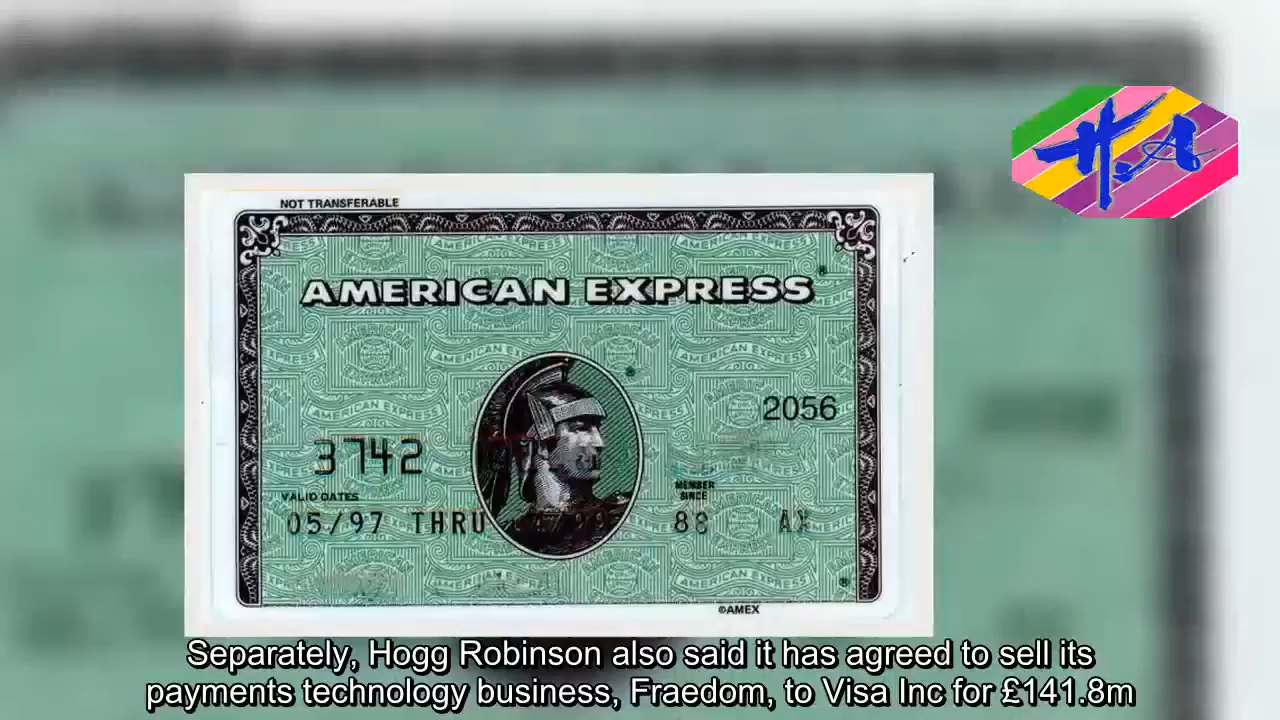 NOT TRANSFERABLE
AMERICAN EXPRESS
2056
3742
VALID DATES
MEMBER SINCE
05/97 THRU
88
AX
©AMEX
H.A
Separately, Hogg Robinson also said it has agreed to sell its
payments technology business, Fraedom, to Visa Inc for £141.8m